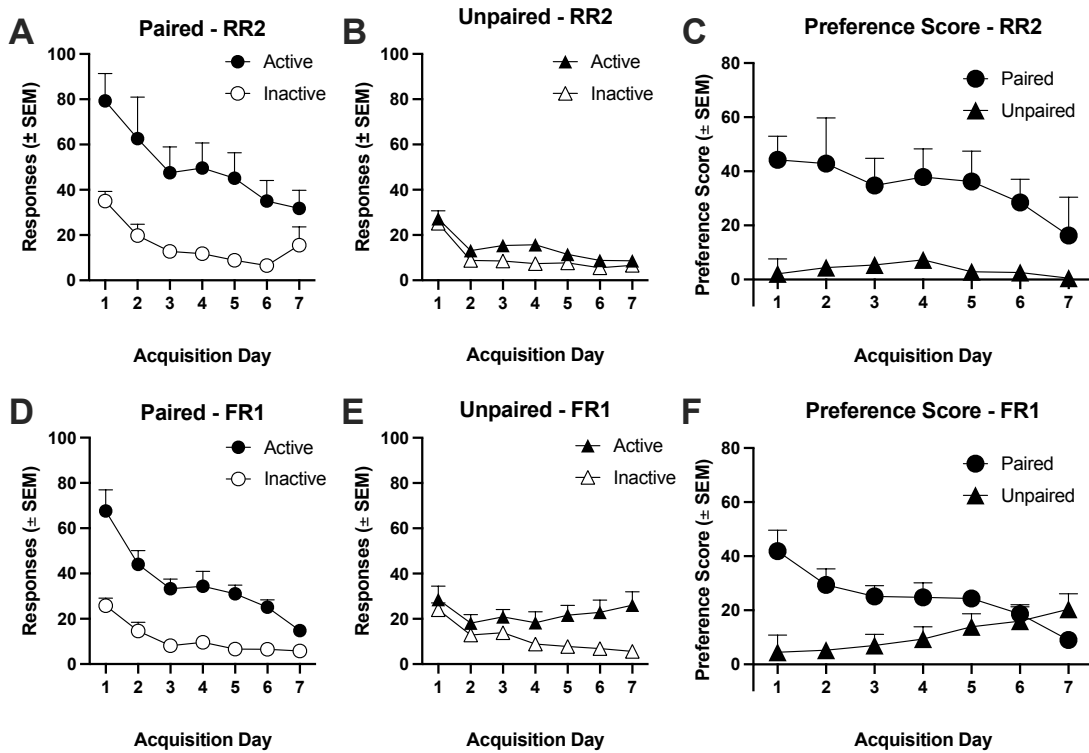 A
Paired - RR2
Responses (± SEM)
100
80
60
40
20
0
Active
Inactive
1 2 3 4 5 6 7
Acquisition Day
B
Unpaired - RR2
Responses (± SEM)
100
80
60
40
20
0
Active
Inactive
1 2 3 4 5 6 7
Acquisition Day
C
Preference Score - RR2
Preference Score (± SEM)
80
60
40
20
0
Paired
Unpaired
1 2 3 4 5 6 7
Acquisition Day
D
Paired - FR1
Responses (± SEM)
100
80
60
40
20
0
Active
Inactive
1 2 3 4 5 6 7
Acquisition Day
E
Unpaired - FR1
Responses (± SEM)
100
80
60
40
20
0
Active
Inactive
1 2 3 4 5 6 7
Acquisition Day
F
Preference Score - FR1
Preference Score (± SEM)
80
60
40
20
0
Paired
Unpaired
1 2 3 4 5 6 7
Acquisition Day